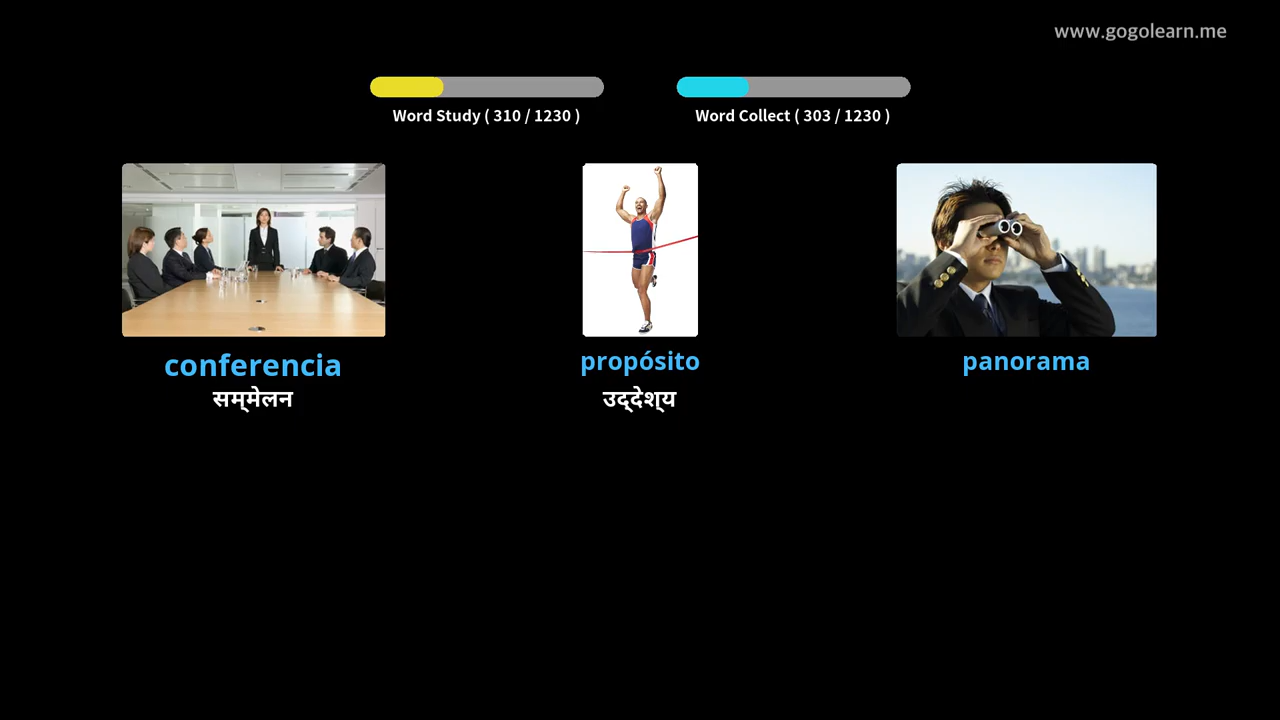 www.gogolearn.me
Word Study ( 310 / 1230 )
Word Collect ( 303 / 1230 )
conferencia
सम्मेलन
propósito
उद्देश्य
panorama